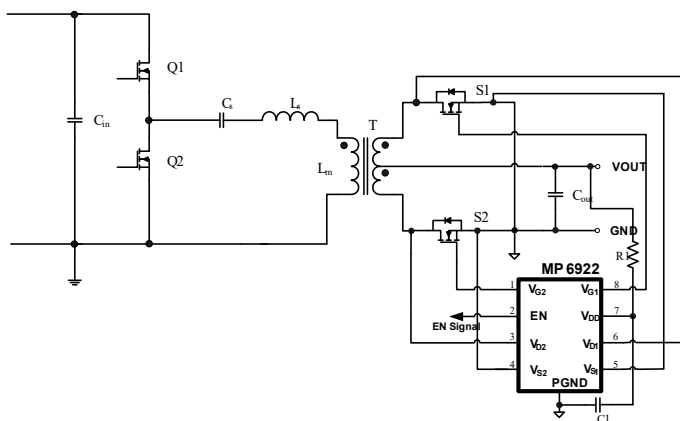 Q1
S1
Cs
Ls
T
Cin
Lm
VOUT
Q2
Cout
S2
GND
R1
MP6922
1 VG2 VG1 8
2 EN VDD 7
EN Signal
3 VD2 VD1 6
4 VS2 VS1 5
PGND
C1